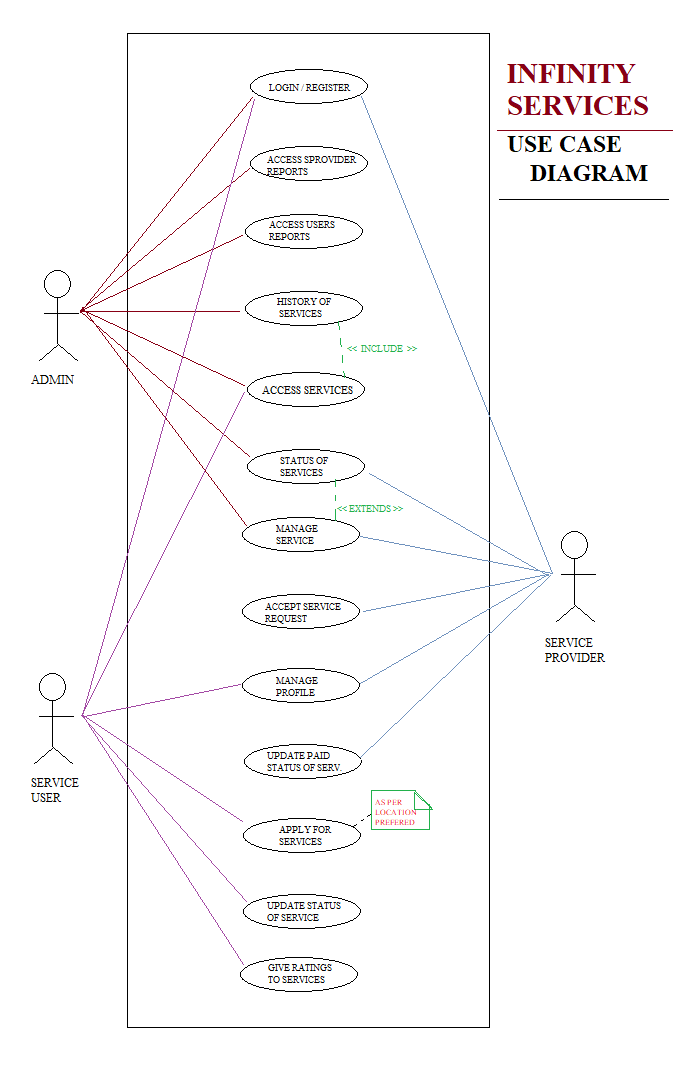 INFINITY
SERVICES
USE CASE
DIAGRAM
LOGIN / REGISTER
ACCESS SPROVIDER
REPORTS
ACCESS USERS
REPORTS
HISTORY OF
SERVICES
<< INCLUDE >>
ADMIN
ACCESS SERVICES
STATUS OF
SERVICES
<< EXTENDS >>
MANAGE
SERVICE
ACCEPT SERVICE
REQUEST
SERVICE
PROVIDER
MANAGE
PROFILE
UPDATE PAID
STATUS OF SERV.
SERVICE
USER
AS PER
LOCATION
PREFERED
APPLY FOR
SERVICES
UPDATE STATUS
OF SERVICE
GIVE RATINGS
TO SERVICES